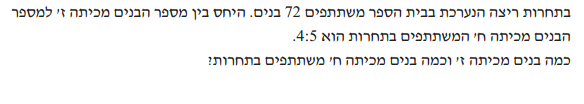 בתחרות ריצה הנערכת בבית הספר משתתפים 72 בנים. היחס בין מספר הבנים מכיתה ז׳ למספר
הבנים מכיתה ח׳ המשתתפים בתחרות הוא 4:5.
כמה בנים מכיתה ז׳ וכמה בנים מכיתה ח׳ משתתפים בתחרות?